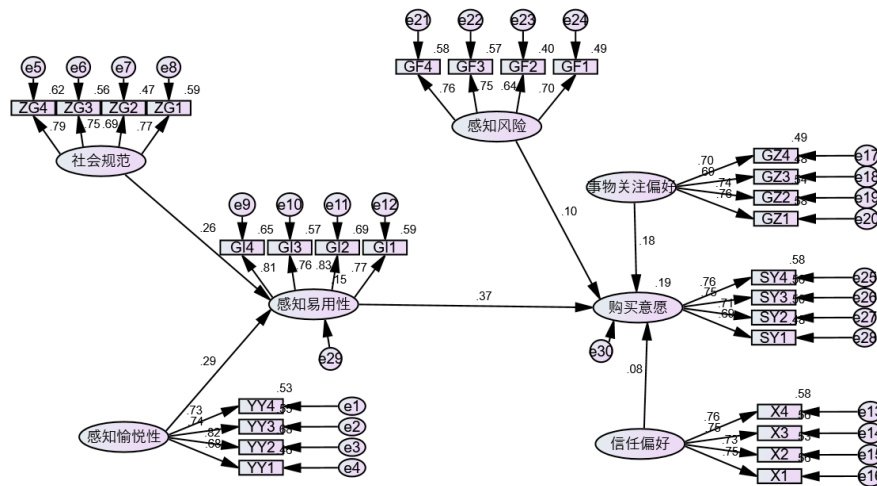 e21 e22 e23 e24
.58 .57 .40 .49
GF4 GF3 GF2 GF1
.76 .75 .64 .70
感知风险
e5 e6 e7 e8
.62 .56 .47 .59
ZG4 ZG3 ZG2 ZG1
.79 .75 .69 .77
社会规范
.26
e9 e10 e11 e12
.65 .57 .69 .59
GI4 GI3 GI2 GI1
.81 .76 .83 .77
.15
感知易用性
e29
.10
.49
.70 GZ4 e17
.69 GZ3 e18
.74 GZ2 e19
.76 GZ1 e20
事物关注偏好
.18
.37
.19
购买意愿
e30
.58
.76 SY4 e25
.75 SY3 e26
.71 SY2 e27
.69 SY1 e28
.08
.29
.53
.73 YY4 e1
.74 YY3 e2
.82 YY2 e3
.68 YY1 e4
感知愉悦性
.58
.76 X4 e13
.75 X3 e14
.73 X2 e15
.75 X1 e16
信任偏好